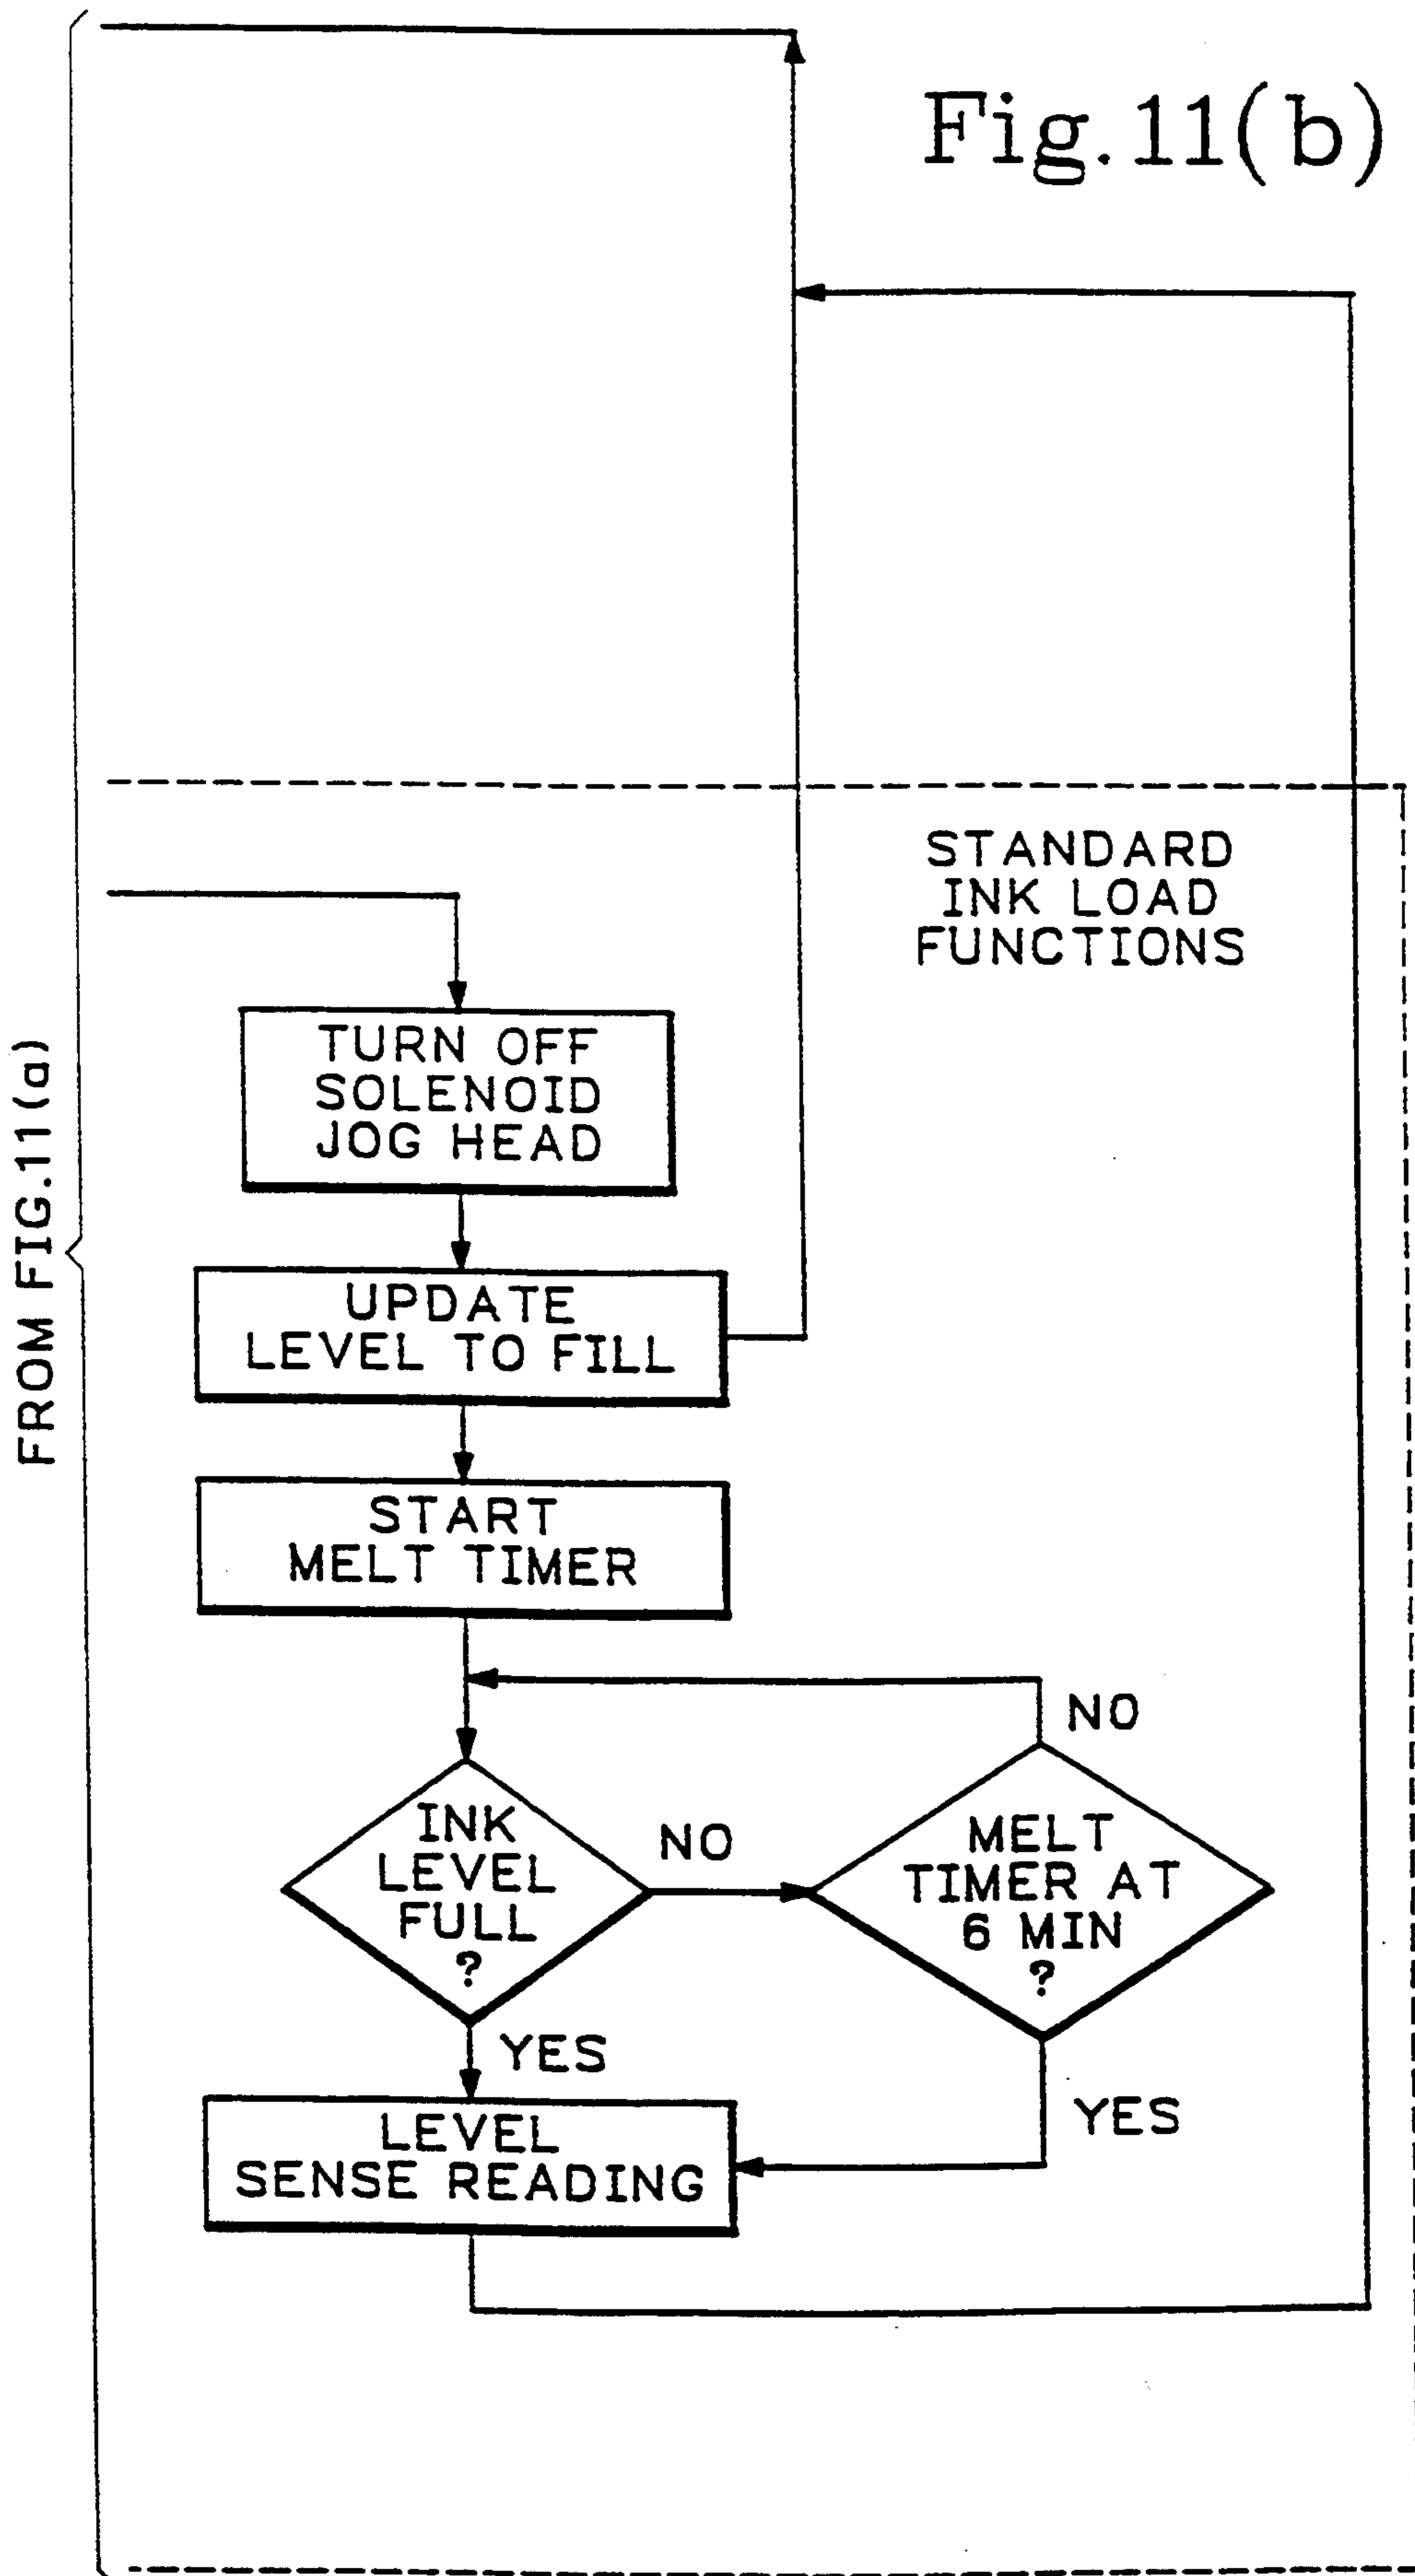 Fig.11(b)
FROM FIG.11(a)
STANDARD
INK LOAD
FUNCTIONS
TURN OFF
SOLENOID
JOG HEAD
UPDATE
LEVEL TO FILL
START
MELT TIMER
NO
INK
LEVEL
FULL
?
NO
MELT
TIMER AT
6 MIN
?
YES
YES
LEVEL
SENSE READING